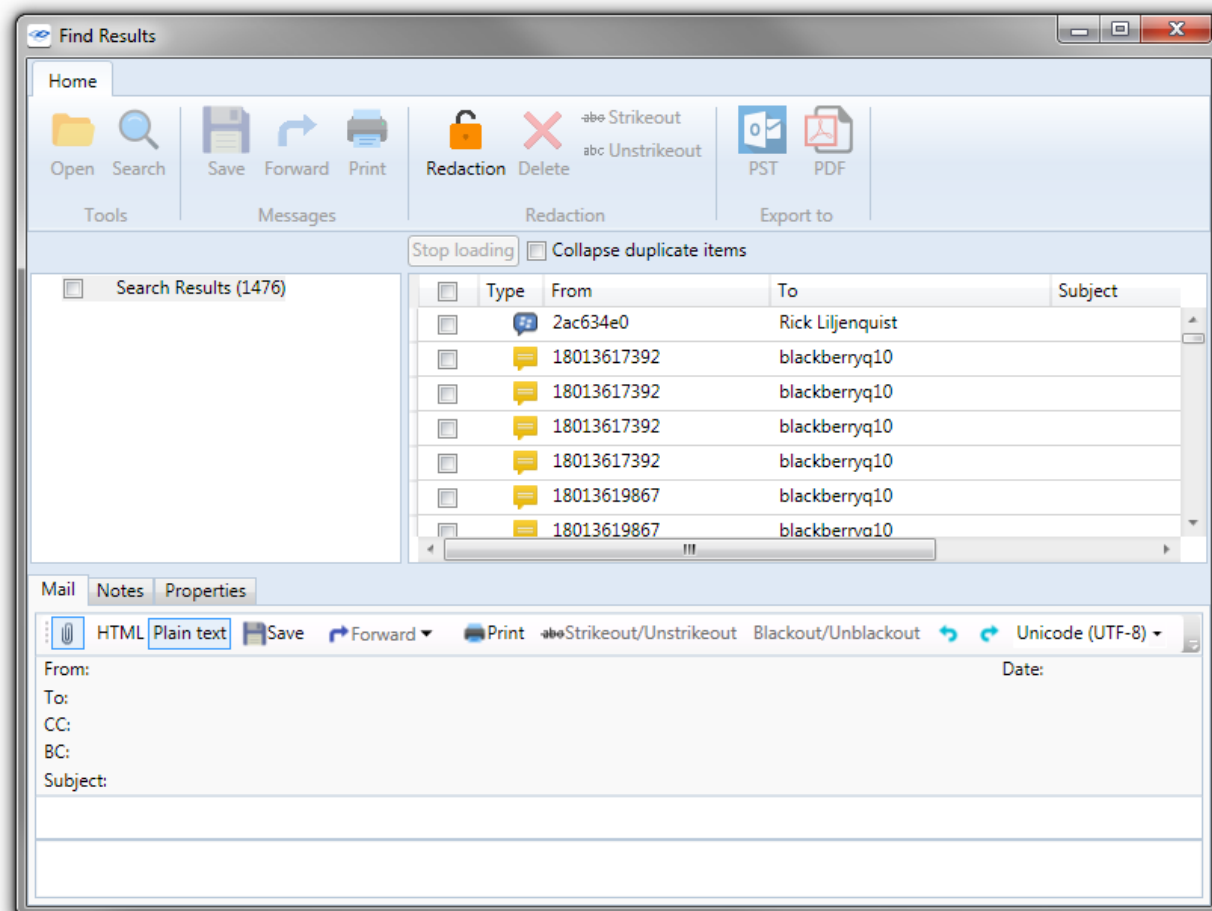 Find Results
Home
Open Search Save Forward Print Redaction Delete abc Strikeout abc Unstrikeout PST PDF
Tools Messages Redaction Export to
Stop loading Collapse duplicate items
Search Results (1476)
Type From To Subject
2ac634e0 Rick Liljenquist
18013617392 blackberryq10
18013617392 blackberryq10
18013617392 blackberryq10
18013617392 blackberryq10
18013619867 blackberryq10
18013619867 blackberryq10
Mail Notes Properties
HTML Plain text Save Forward Print abc Strikeout/Unstrikeout Blackout/Unblackout Unicode (UTF-8)
From: Date:
To:
CC:
BC:
Subject: